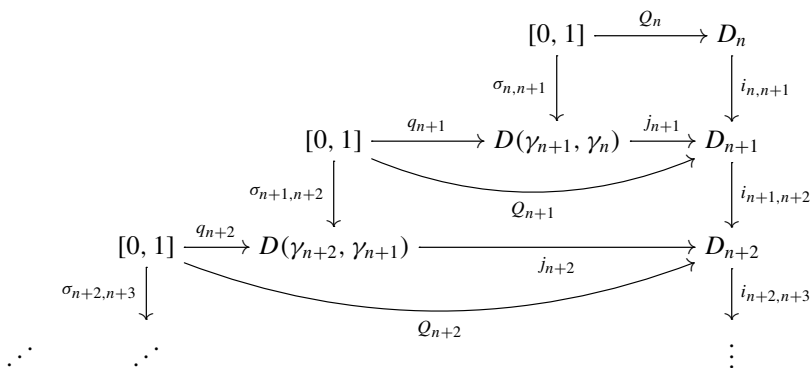 Q_n
[0, 1] D_n
σ_{n,n+1} i_{n,n+1}
q_{n+1} j_{n+1}
[0, 1] D(γ_{n+1}, γ_n) D_{n+1}
σ_{n+1,n+2} Q_{n+1} i_{n+1,n+2}
q_{n+2}
[0, 1] D(γ_{n+2}, γ_{n+1}) D_{n+2}
j_{n+2}
σ_{n+2,n+3} Q_{n+2} i_{n+2,n+3}
⋰ ⋰ ⋮